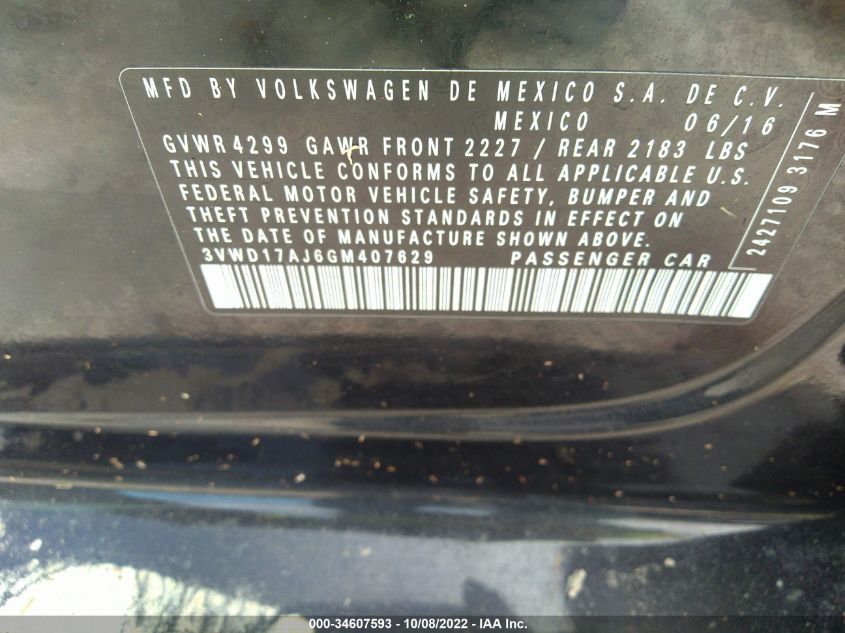 MFD BY VOLKSWAGEN DE MEXICO S.A. DE C.V.
MEXICO 06/16
GVWR 4299 GAWR FRONT 2227 / REAR 2183 LBS
THIS VEHICLE CONFORMS TO ALL APPLICABLE U.S.
FEDERAL MOTOR VEHICLE SAFETY, BUMPER AND
THEFT PREVENTION STANDARDS IN EFFECT ON
THE DATE OF MANUFACTURE SHOWN ABOVE.
3VWD17AJ6GM407629 PASSENGER CAR
2427109 3176 M
000-34607593 - 10/08/2022 - IAA Inc.